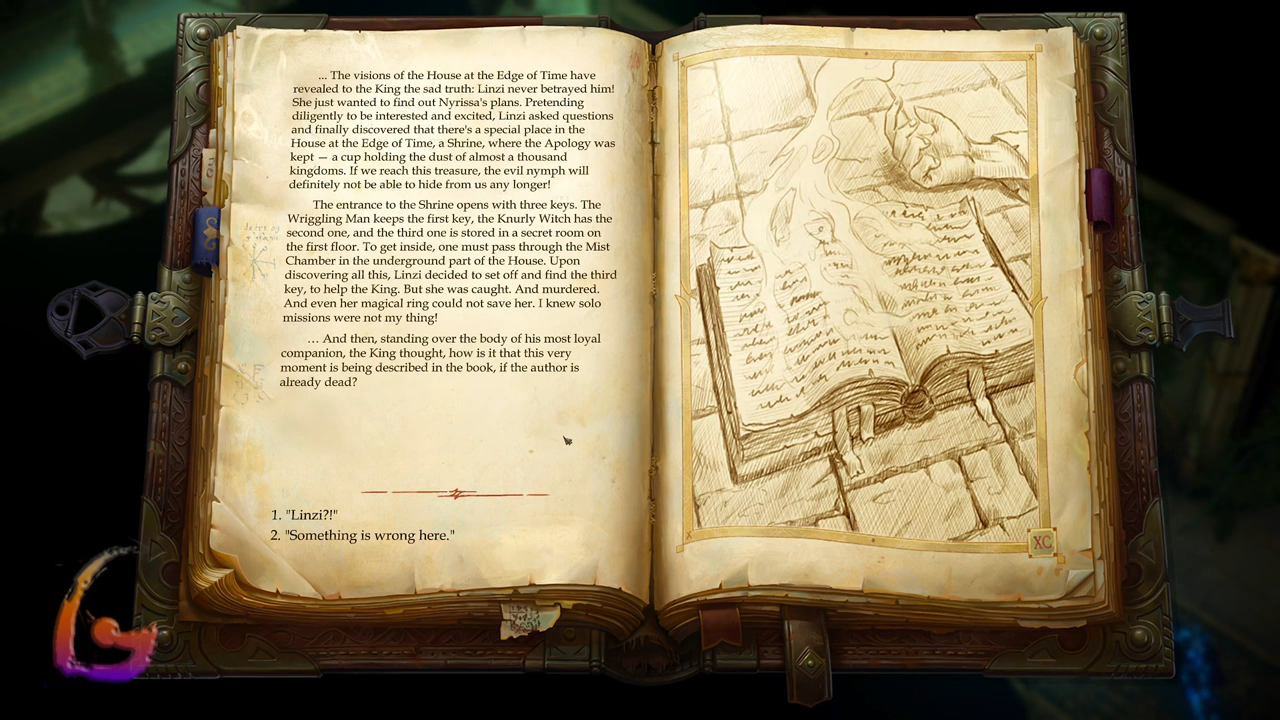 ... The visions of the House at the Edge of Time have
revealed to the King the sad truth: Linzi never betrayed him!
She just wanted to find out Nyrissa's plans. Pretending
diligently to be interested and excited, Linzi asked questions
and finally discovered that there's a special place in the
House at the Edge of Time, a Shrine, where the Apology was
kept — a cup holding the dust of almost a thousand
kingdoms. If we reach this treasure, the evil nymph will
definitely not be able to hide from us any longer!
The entrance to the Shrine opens with three keys. The
Wriggling Man keeps the first key, the Knurly Witch has the
second one, and the third one is stored in a secret room on
the first floor. To get inside, one must pass through the Mist
Chamber in the underground part of the House. Upon
discovering all this, Linzi decided to set off and find the third
key, to help the King. But she was caught. And murdered.
And even her magical ring could not save her. I knew solo
missions were not my thing!
… And then, standing over the body of his most loyal
companion, the King thought, how is it that this very
moment is being described in the book, if the author is
already dead?
1. "Linzi?!"
2. "Something is wrong here."
XC